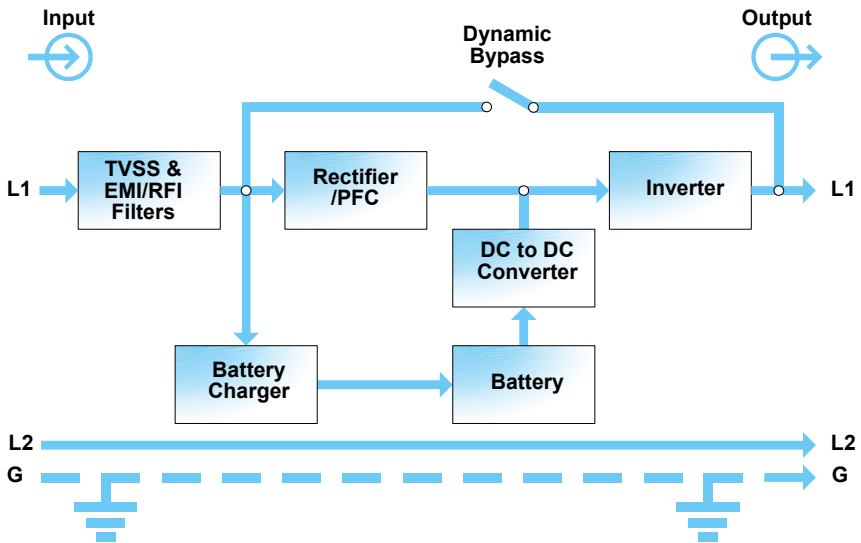 Input
Output
Dynamic
Bypass
L1
TVSS &
EMI/RFI
Filters
Rectifier
/PFC
Inverter
L1
DC to DC
Converter
Battery
Charger
Battery
L2
L2
G
G